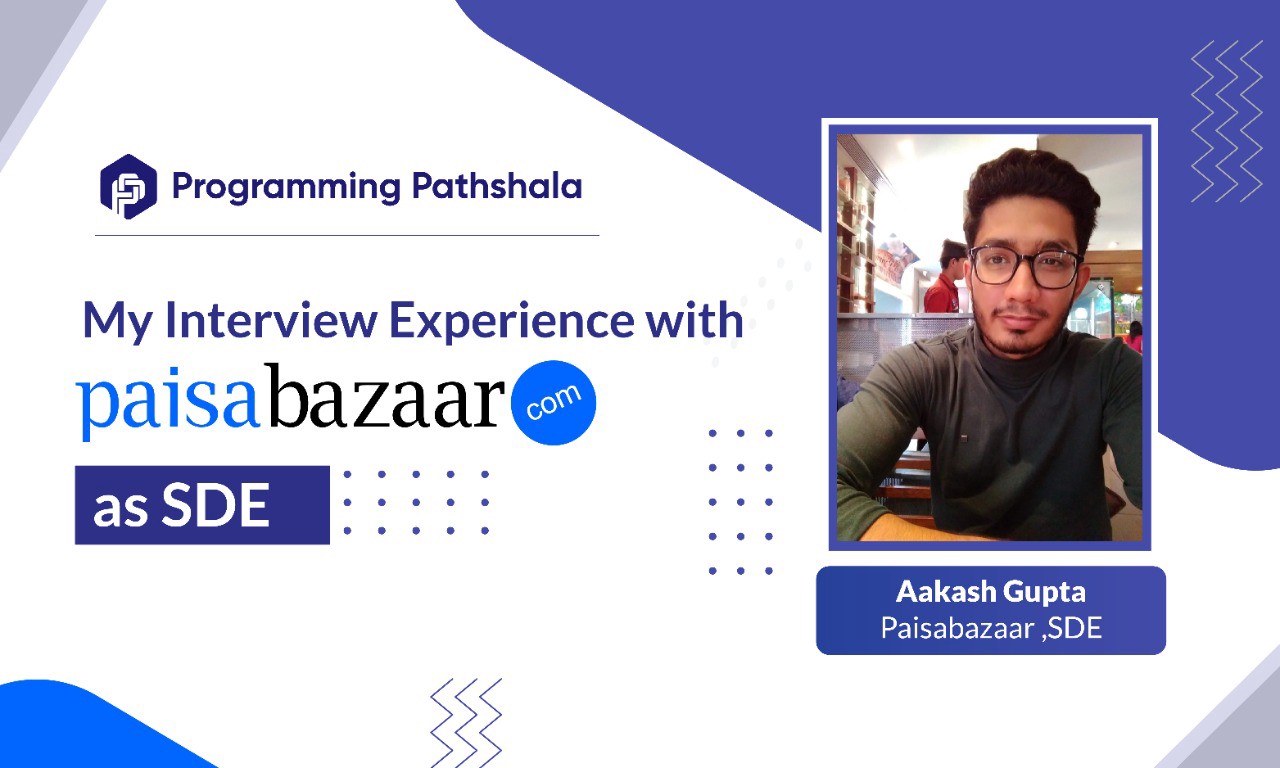 Programming Pathshala
My Interview Experience with
paisabazaar com
as SDE
Aakash Gupta
Paisabazaar ,SDE